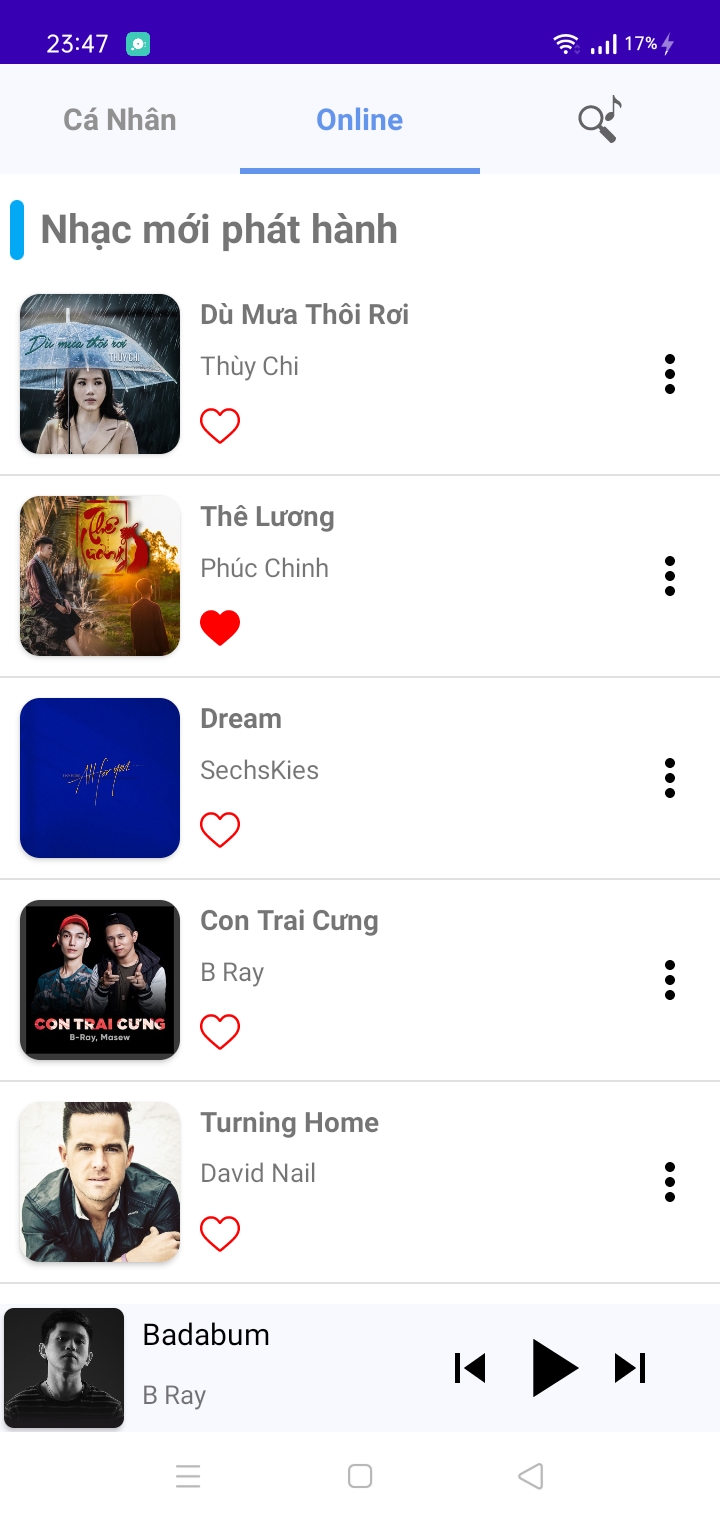 23:47
17%
Cá Nhân
Online
Nhạc mới phát hành
Dù mưa thôi rơi
THÙY CHI
Dù Mưa Thôi Rơi
Thùy Chi
Thê
Lương
Thê Lương
Phúc Chinh
All for you
Dream
SechsKies
CON TRAI CƯNG
B-Ray, Masew
Con Trai Cưng
B Ray
Turning Home
David Nail
Badabum
B Ray